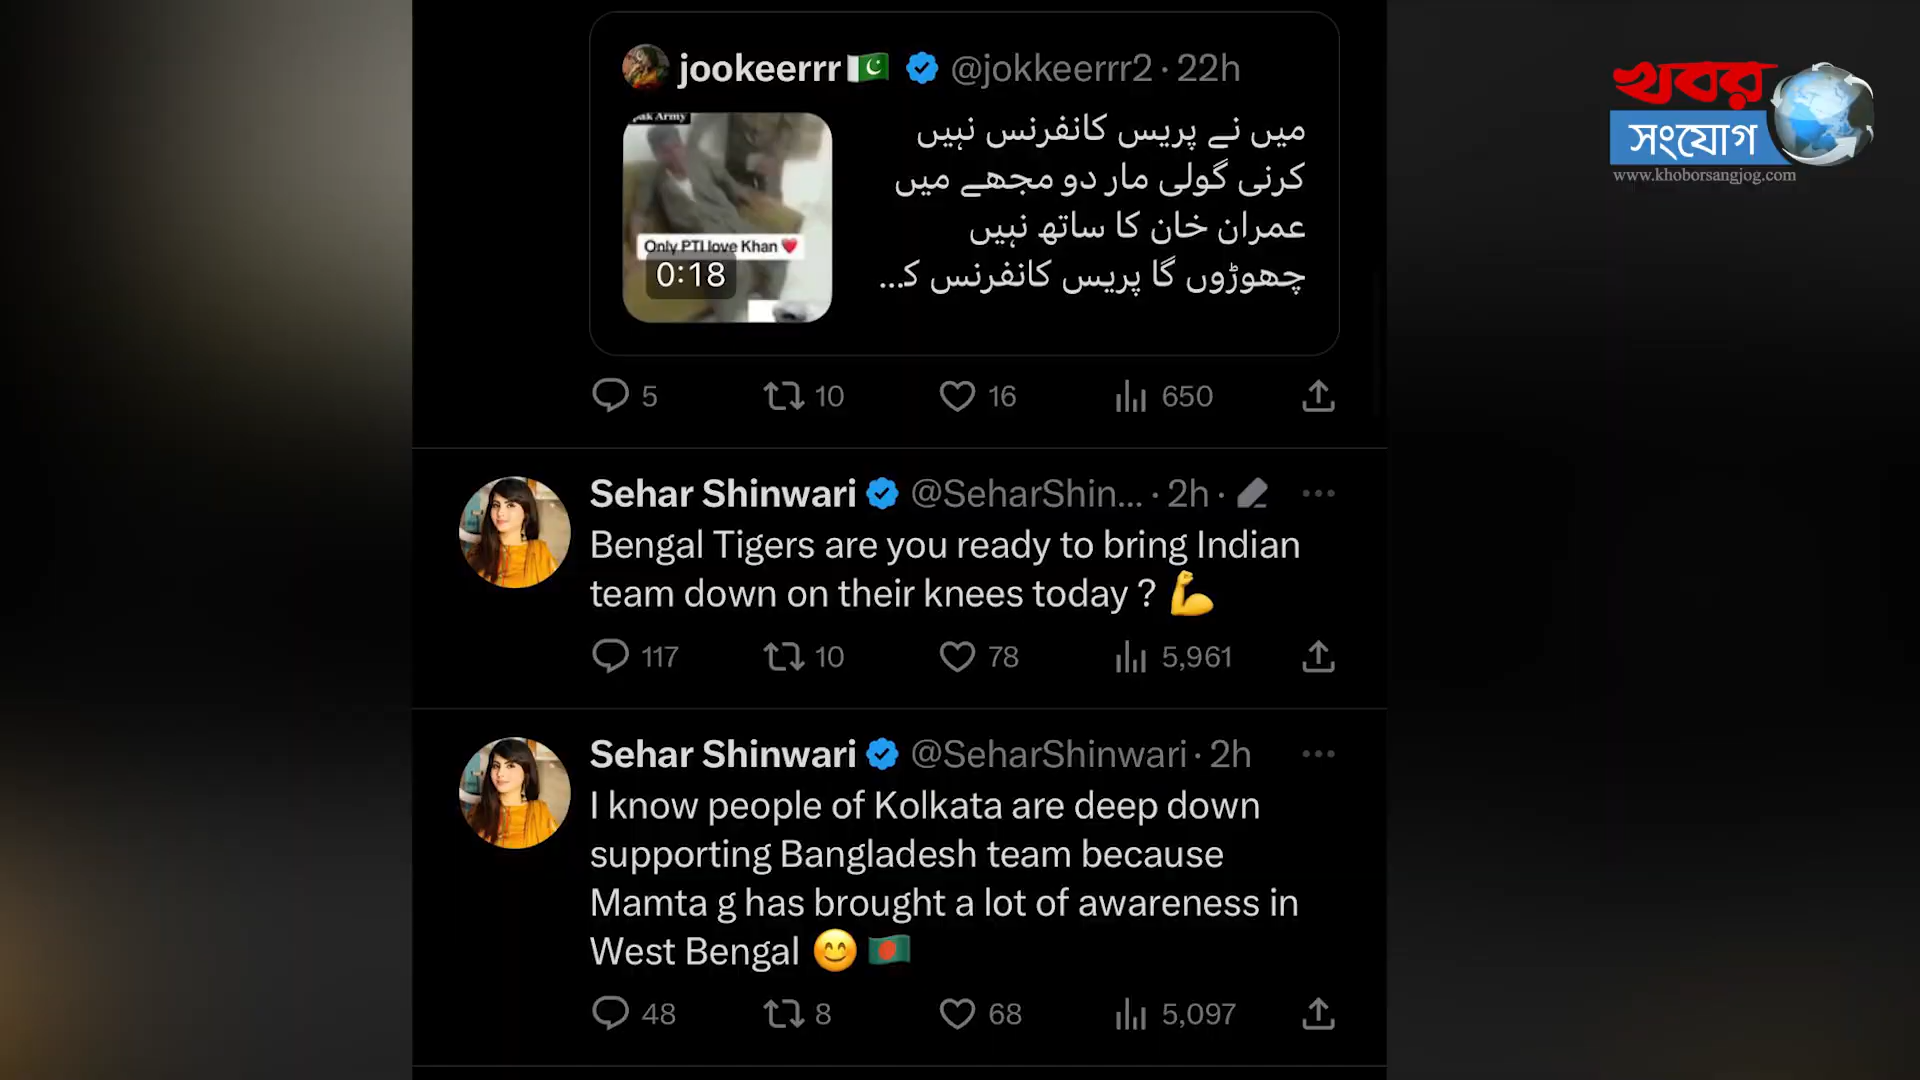 jookeerrr🇵🇰 @jokkeerrr2 · 22h
pak Army
Only PTI love Khan ❤️
0:18
میں نے پریس کانفرنس نہیں
کرنی گولی مار دو مجھے میں
عمران خان کا ساتھ نہیں
چھوڑوں گا پریس کانفرنس ک...
5 10 16 650
Sehar Shinwari @SeharShin... · 2h ·
Bengal Tigers are you ready to bring Indian
team down on their knees today ? 💪
117 10 78 5,961
Sehar Shinwari @SeharShinwari · 2h
I know people of Kolkata are deep down
supporting Bangladesh team because
Mamta g has brought a lot of awareness in
West Bengal 😊 🇧🇩
48 8 68 5,097
খবর
সংযোগ
www.khoborsangjog.com